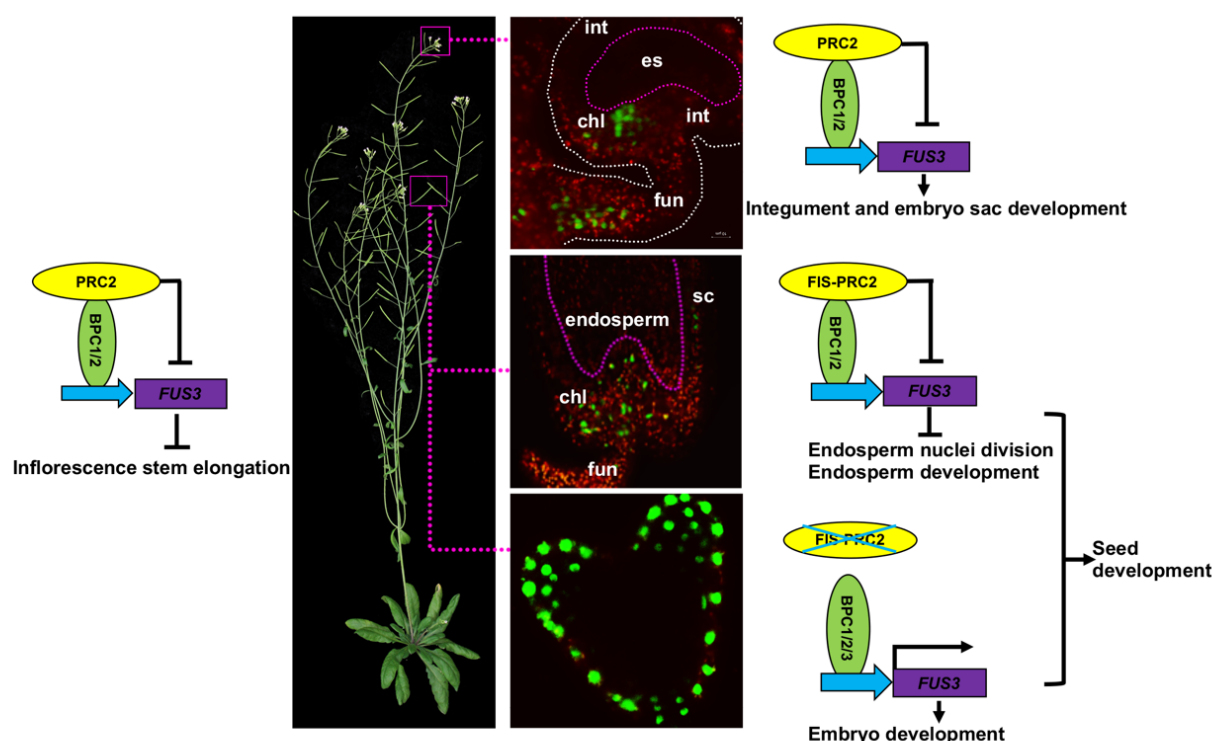 PRC2
BPC1/2
FUS3
Inflorescence stem elongation
int
es
chl
int
fun
PRC2
BPC1/2
FUS3
Integument and embryo sac development
endosperm
sc
chl
fun
FIS-PRC2
BPC1/2
FUS3
Endosperm nuclei division
Endosperm development
FIS-PRC2
BPC1/2/3
FUS3
Embryo development
Seed
development